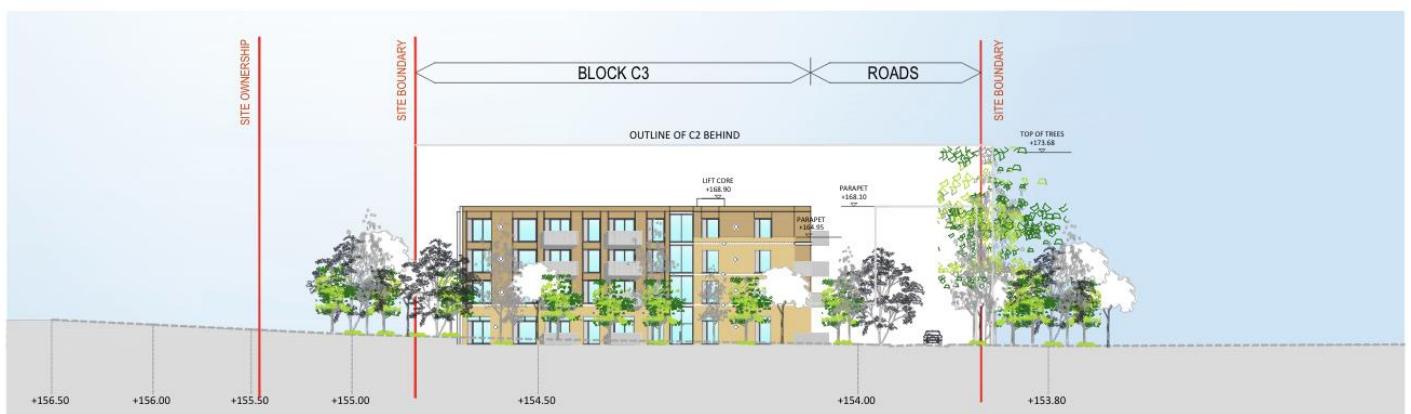 SITE OWNERSHIP
SITE BOUNDARY
BLOCK C3
ROADS
SITE BOUNDARY
OUTLINE OF C2 BEHIND
TOP OF TREES
+173.68
LIFT CORE
+168.90
PARAPET
+168.10
PARAPET
+164.95
+156.50
+156.00
+155.50
+155.00
+154.50
+154.00
+153.80